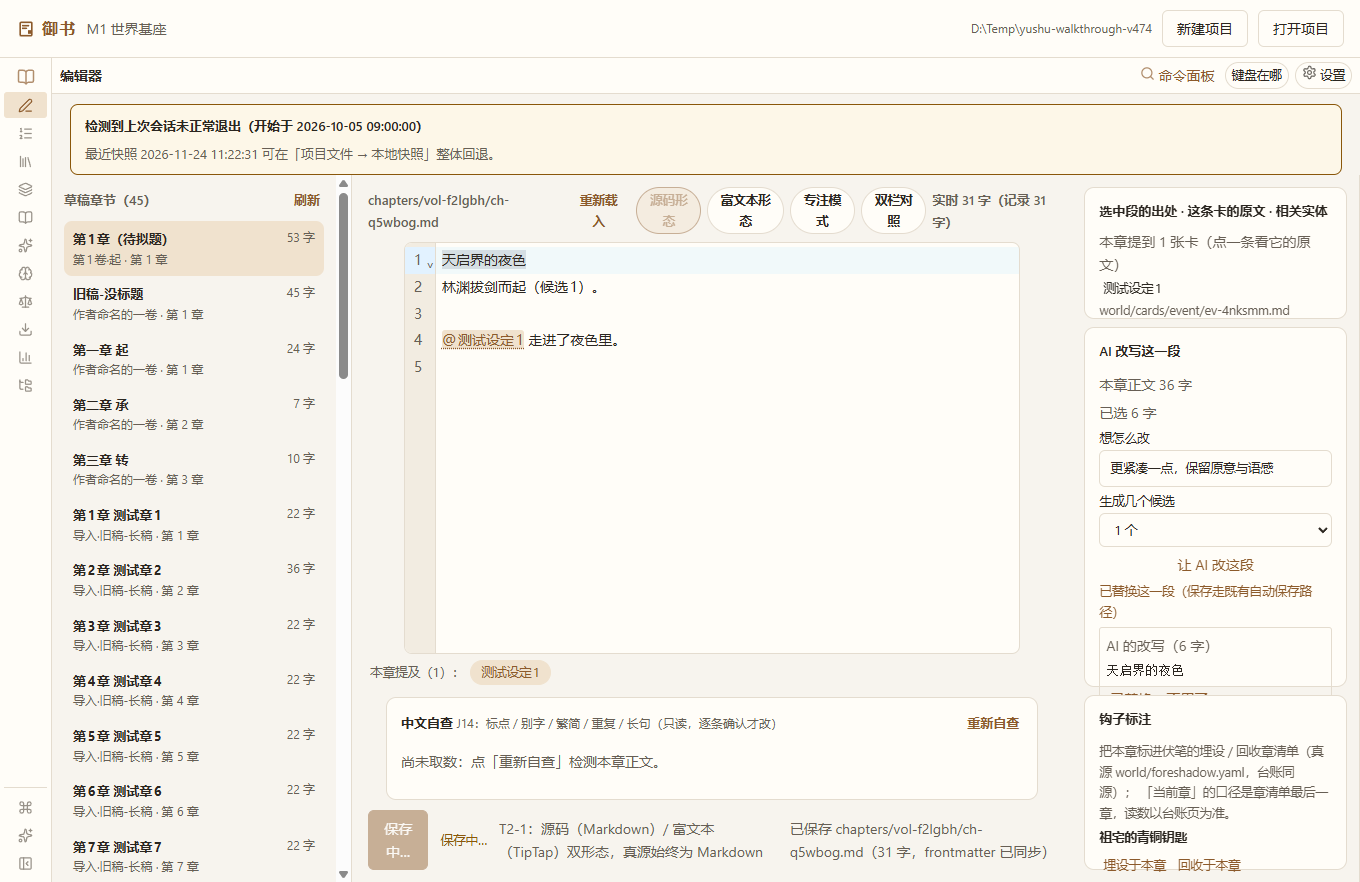 御书 M1 世界基座
D:\Temp\yushu-walkthrough-v474 新建项目 打开项目
编辑器
命令面板 键盘在哪 设置
检测到上次会话未正常退出（开始于 2026-10-05 09:00:00）
最近快照 2026-11-24 11:22:31 可在「项目文件 → 本地快照」整体回退。
草稿章节（45） 刷新
第1章（待拟题） 53 字
第1卷·起 · 第 1 章
旧稿-没标题 45 字
作者命名的一卷 · 第 1 章
第一章 起 24 字
作者命名的一卷 · 第 1 章
第二章 承 7 字
作者命名的一卷 · 第 2 章
第三章 转 10 字
作者命名的一卷 · 第 3 章
第1章 测试章1 22 字
导入·旧稿-长稿 · 第 1 章
第2章 测试章2 36 字
导入·旧稿-长稿 · 第 2 章
第3章 测试章3 22 字
导入·旧稿-长稿 · 第 3 章
第4章 测试章4 22 字
导入·旧稿-长稿 · 第 4 章
第5章 测试章5 22 字
导入·旧稿-长稿 · 第 5 章
第6章 测试章6 22 字
导入·旧稿-长稿 · 第 6 章
第7章 测试章7 22 字
导入·旧稿-长稿 · 第 7 章
chapters/vol-f2lgbh/ch-
q5wbog.md
重新载
入
源码形
态
富文本形
态
专注模
式
双栏对
照
实时 31 字（记录 31
字）
1 天启界的夜色
2 林渊拔剑而起（候选1）。
3
4 @测试设定1 走进了夜色里。
5
本章提及（1）： 测试设定1
中文自查 J14：标点 / 别字 / 繁简 / 重复 / 长句（只读，逐条确认才改） 重新自查
尚未取数：点「重新自查」检测本章正文。
保存
中...
保存中...
T2-1：源码（Markdown）/ 富文本
（TipTap）双形态，真源始终为 Markdown
已保存 chapters/vol-f2lgbh/ch-
q5wbog.md（31 字，frontmatter 已同步）
选中段的出处 · 这条卡的原文 · 相关实体
本章提到 1 张卡（点一条看它的原
文）
测试设定1
world/cards/event/ev-4nksmm.md
AI 改写这一段
本章正文 36 字
已选 6 字
想怎么改
更紧凑一点，保留原意与语感
生成几个候选
1 个
让 AI 改这段
已替换这一段（保存走既有自动保存路
径）
AI 的改写（6 字）
天启界的夜色
钩子标注
把本章标进伏笔的埋设 / 回收章清单（真
源 world/foreshadow.yaml，台账同
源）；「当前章」的口径是章清单最后一
章，读数以台账页为准。
祖宅的青铜钥匙
埋设于本章 回收于本章